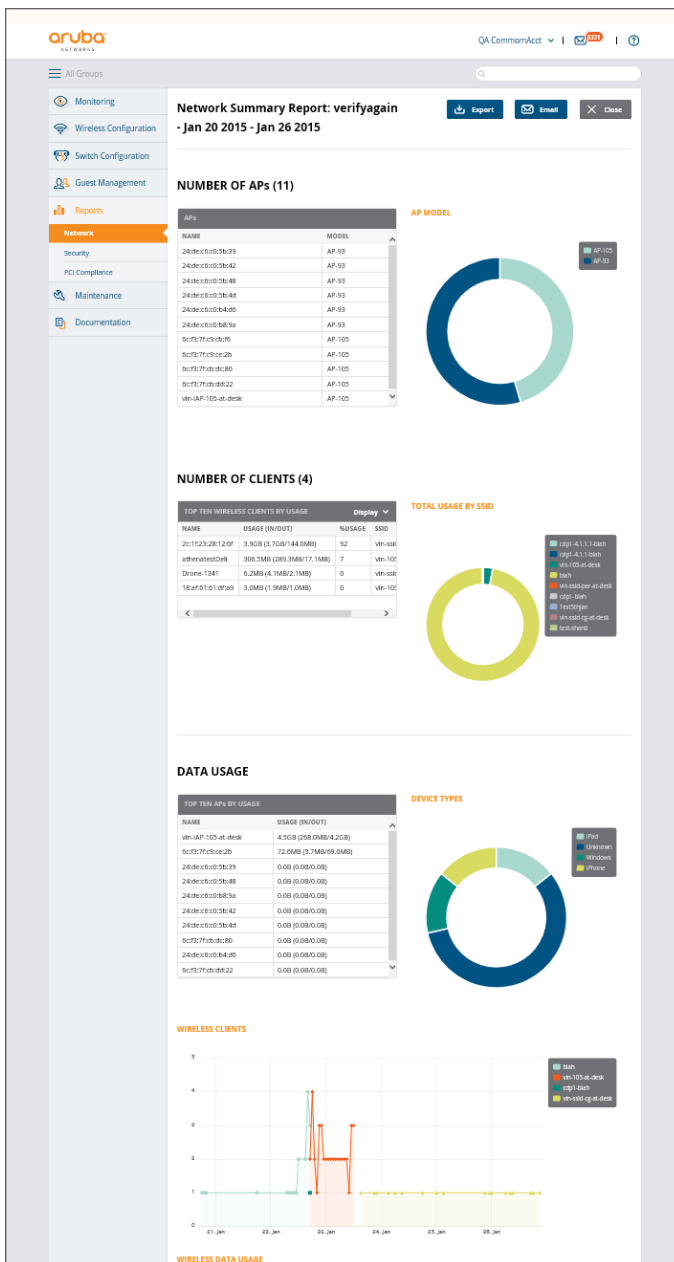 aruba
NETWORKS
QA CommomAcct
All Groups
Monitoring
Wireless Configuration
Switch Configuration
Guest Management
Reports
Network
Security
PCI Compliance
Maintenance
Documentation
Network Summary Report: verifyagain
- Jan 20 2015 - Jan 26 2015
Export
Email
Close
NUMBER OF APs (11)
APs
NAME MODEL
24:de:c6:c0:5b:39 AP-93
24:de:c6:c0:5b:42 AP-93
24:de:c6:c0:5b:48 AP-93
24:de:c6:c0:5b:4d AP-93
24:de:c6:c0:b4:d6 AP-93
24:de:c6:c0:b8:9a AP-93
6c:f3:7f:c9:cb:f6 AP-105
6c:f3:7f:c9:ce:2b AP-105
6c:f3:7f:cb:dc:80 AP-105
6c:f3:7f:cb:dd:22 AP-105
vin-IAP-105-at-desk AP-105
AP MODEL
AP-105
AP-93
NUMBER OF CLIENTS (4)
TOP TEN WIRELESS CLIENTS BY USAGE Display
NAME USAGE (IN/OUT) %USAGE SSID
2c:1f:23:28:12:6f 3.9GB (3.7GB/144.0MB) 92 vin-ssi
athenatestDell 306.5MB (289.3MB/17.1MB) 7 vin-105
Drone-1341 6.2MB (4.1MB/2.1MB) 0 vin-ssi
18:af:61:61:df:a9 3.0MB (1.9MB/1.0MB) 0 vin-105
TOTAL USAGE BY SSID
cdp1-4.1.1.1-blah
cdp1-4.1.1-blah
vin-105-at-desk
blah
vin-ssid-per-at-desk
cdp1-blah
Test5thjan
vin-ssid-cg-at-desk
test-shanti
DATA USAGE
TOP TEN APs BY USAGE
NAME USAGE (IN/OUT)
vin-IAP-105-at-desk 4.5GB (268.0MB/4.2GB)
6c:f3:7f:c9:ce:2b 72.6MB (3.7MB/69.0MB)
24:de:c6:c0:5b:39 0.0B (0.0B/0.0B)
24:de:c6:c0:5b:48 0.0B (0.0B/0.0B)
24:de:c6:c0:b8:9a 0.0B (0.0B/0.0B)
24:de:c6:c0:5b:42 0.0B (0.0B/0.0B)
24:de:c6:c0:5b:4d 0.0B (0.0B/0.0B)
6c:f3:7f:cb:dc:80 0.0B (0.0B/0.0B)
24:de:c6:c0:b4:d6 0.0B (0.0B/0.0B)
6c:f3:7f:cb:dd:22 0.0B (0.0B/0.0B)
DEVICE TYPES
iPad
Unknown
Windows
iPhone
WIRELESS CLIENTS
5
4
3
2
1
0
21. Jan 22. Jan 23. Jan 24. Jan 25. Jan 26. Jan
blah
vin-105-at-desk
cdp1-blah
vin-ssid-cg-at-desk
WIRELESS DATA USAGE